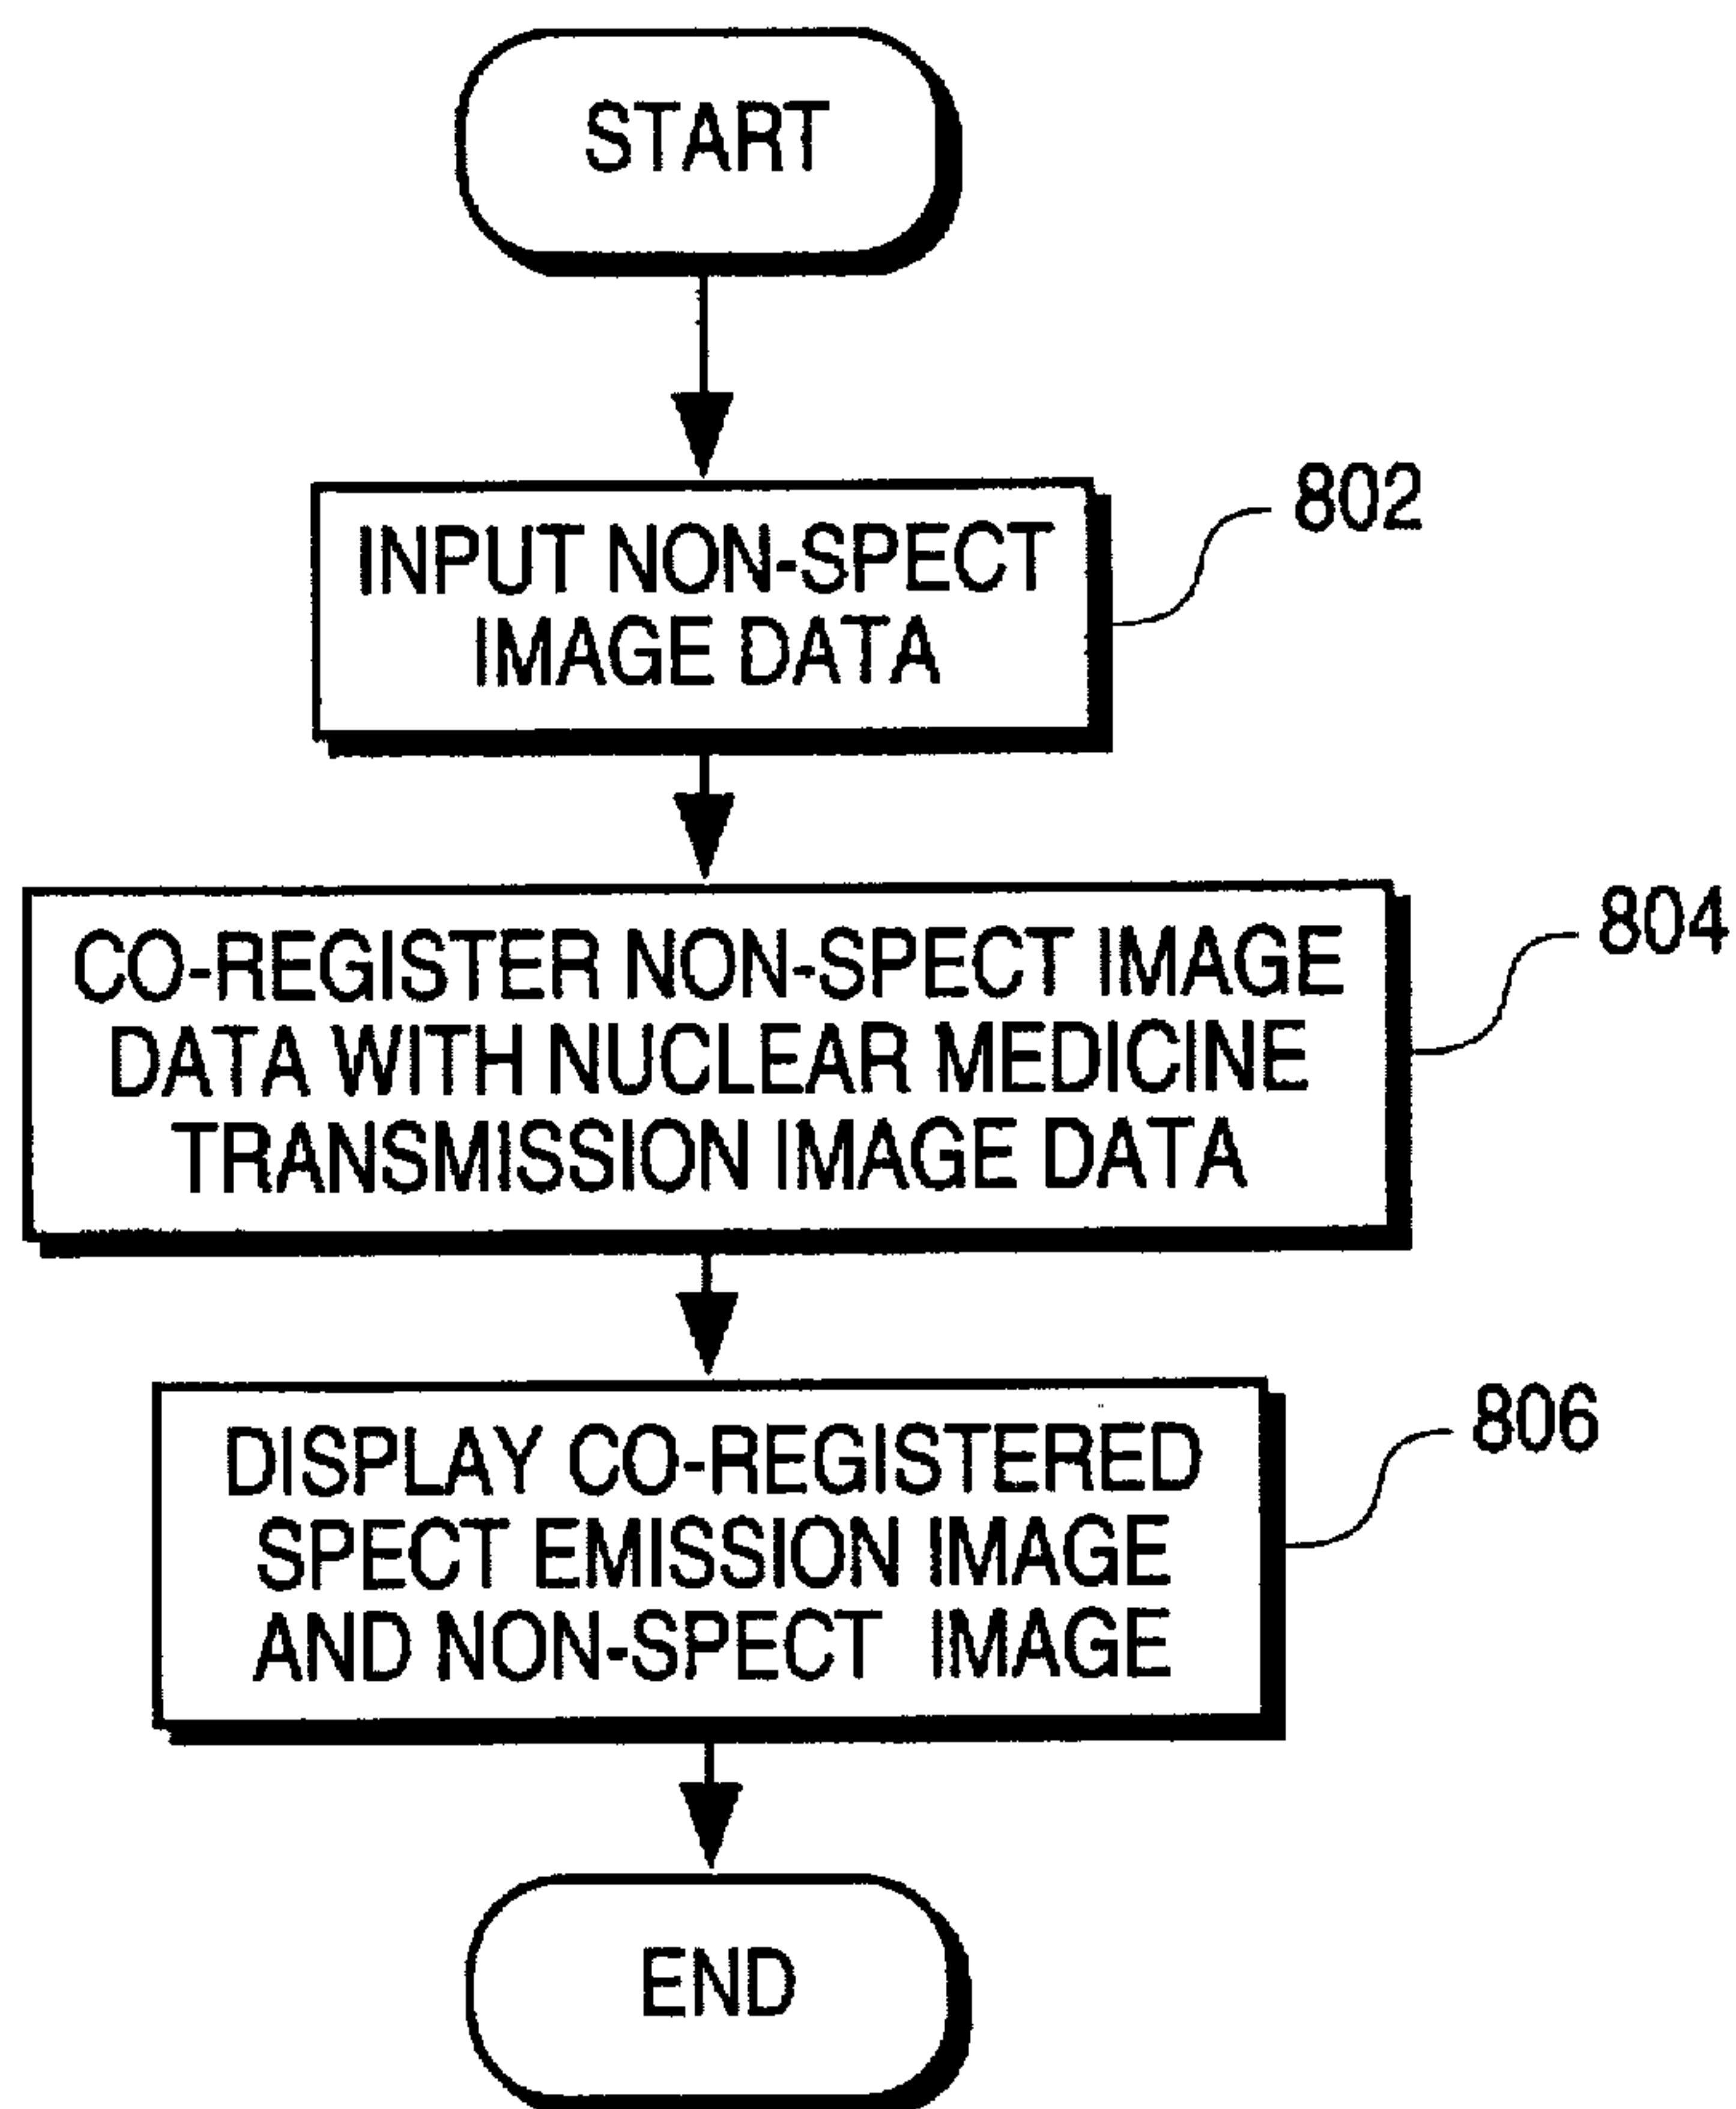 START
INPUT NON-SPECT
IMAGE DATA
802
CO-REGISTER NON-SPECT IMAGE
DATA WITH NUCLEAR MEDICINE
TRANSMISSION IMAGE DATA
804
DISPLAY CO-REGISTERED
SPECT EMISSION IMAGE
AND NON-SPECT IMAGE
806
END